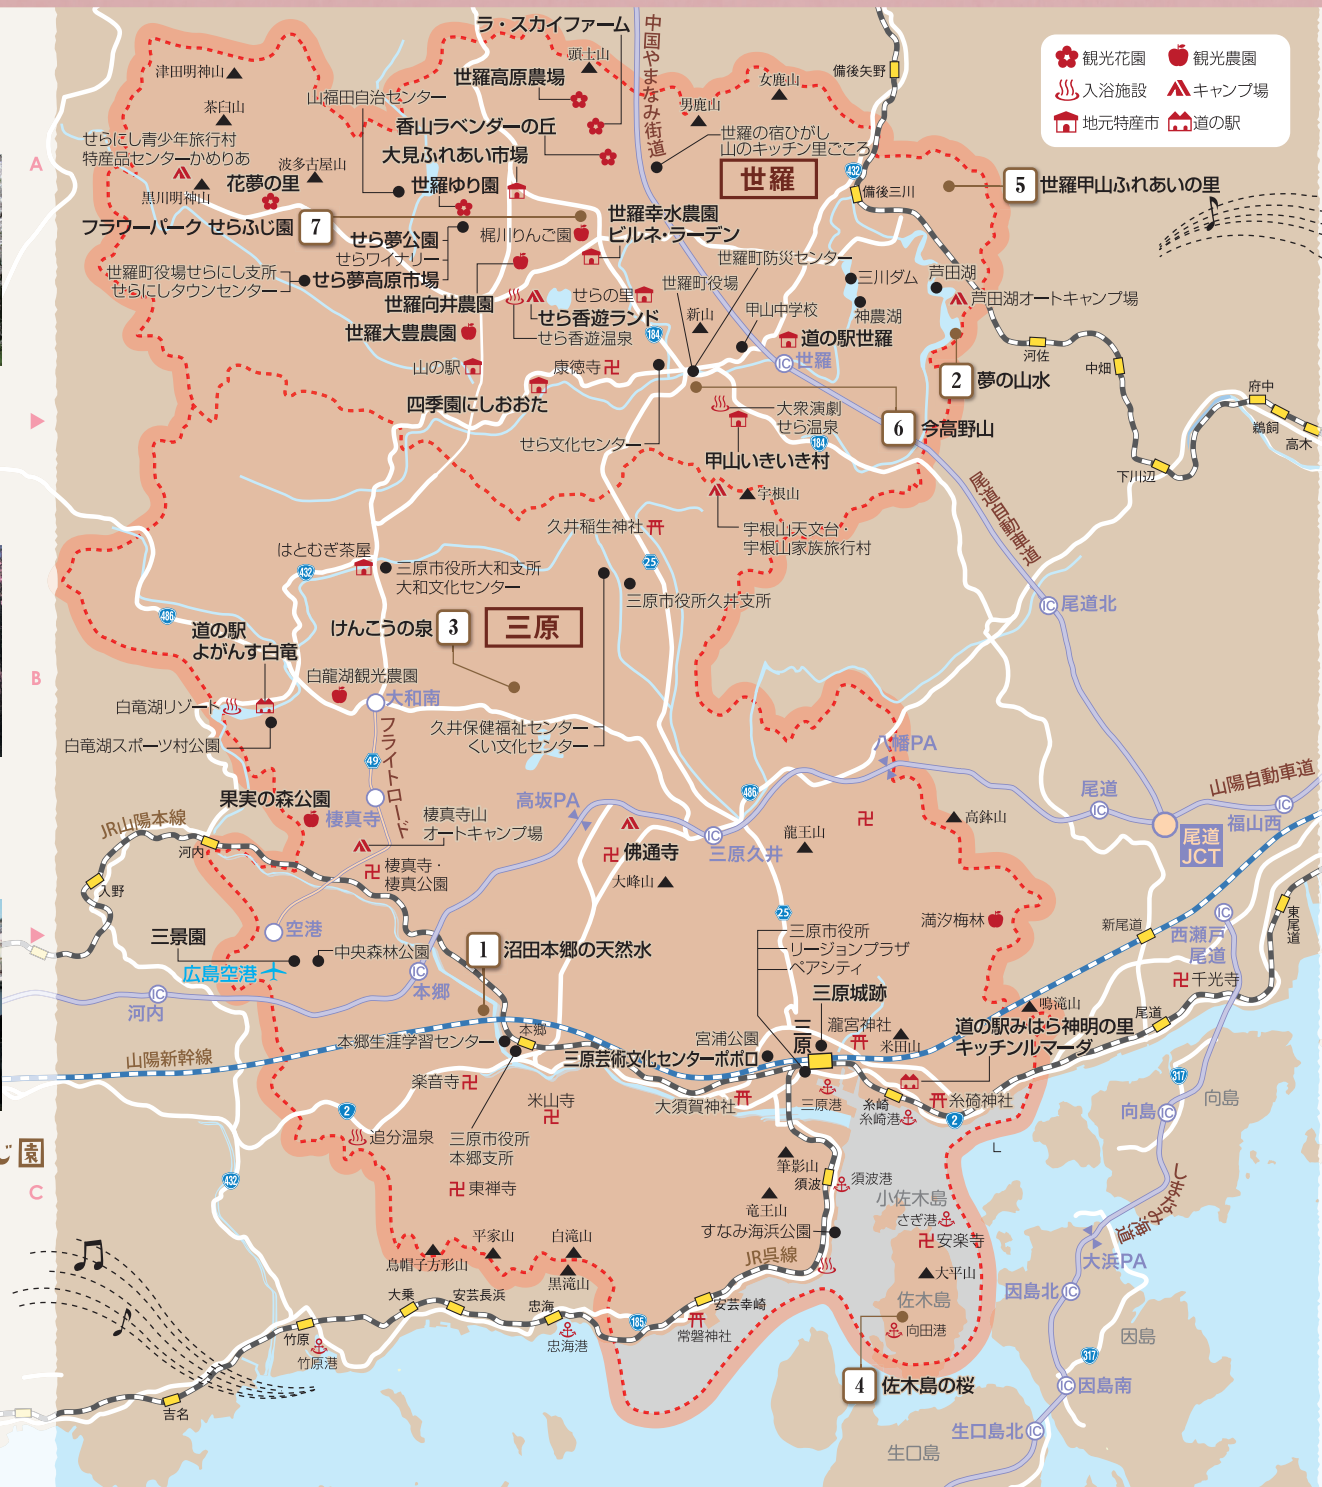 ラ・スカイファーム
中国やまなみ街道
頭士山
世羅高原農場
津田明神山
山福田自治センター
女鹿山
備後矢野
観光花園
観光農園
入浴施設
キャンプ場
地元特産市
道の駅
茶臼山
男鹿山
香山ラベンダーの丘
せらにし青少年旅行村
特産品センターかめりあ
世羅の宿ひがし
山のキッチン里ごころ
大見ふれあい市場
A
波多古屋山
世羅
432
花夢の里
世羅ゆり園
黒川明神山
備後三川
5
世羅甲山ふれあいの里
フラワーパーク せらふじ園
7
世羅幸水農園
ビルネ・ラーデン
せら夢公園
せらワイナリー
梶川りんご園
世羅町役場せらにし支所
せらにしタウンセンター
せら夢高原市場
世羅町防災センター
世羅町役場
三川ダム
芦田湖
世羅向井農園
せらの里
芦田湖オートキャンプ場
せら香遊ランド
せら香遊温泉
新山
甲山中学校
神農湖
世羅大豊農園
184
道の駅世羅
IC
世羅
河佐
山の駅
康徳寺
中畑
2
夢の山水
四季園にしおおた
大衆演劇
せら温泉
府中
鵜飼
高木
せら文化センター
6
今高野山
184
甲山いきいき村
下川辺
尾道自動車道
宇根山
久井稲生神社
宇根山天文台・
宇根山家族旅行村
はとむぎ茶屋
432
三原市役所大和支所
大和文化センター
25
三原市役所久井支所
IC
尾道北
486
道の駅
よがんす白竜
けんこうの泉
3
三原
B
白龍湖観光農園
白竜湖リゾート
大和南
白竜湖スポーツ村公園
フライトロード
久井保健福祉センター
くい文化センター
八幡PA
49
486
尾道
IC
山陽自動車道
IC
福山西
果実の森公園
棲真寺
高坂PA
JR山陽本線
棲真寺山
オートキャンプ場
IC
三原久井
龍王山
高鉢山
尾道
JCT
河内
佛通寺
棲真寺・
棲真公園
大峰山
入野
空港
25
満汐梅林
IC
東尾道
新尾道
西瀬戸
尾道
三景園
中央森林公園
1
沼田本郷の天然水
三原市役所
リージョンプラザ
ペアシティ
広島空港
IC
本郷
千光寺
三原城跡
IC
河内
鳴滝山
尾道
三原
瀧宮神社
道の駅みはら神明の里
キッチンルマーダ
本郷
本郷生涯学習センター
宮浦公園
米田山
山陽新幹線
三原芸術文化センターポポロ
楽音寺
317
米山寺
大須賀神社
三原港
糸崎
糸碕神社
糸崎港
2
IC
向島
向島
2
追分温泉
三原市役所
本郷支所
432
筆影山
須波
須波港
しまなみ海道
C
じ園
東禅寺
竜王山
小佐木島
すなみ海浜公園
さぎ港
安楽寺
平家山
白滝山
JR呉線
烏帽子方形山
黒滝山
大平山
大浜PA
因島北
IC
大乗
安芸長浜
忠海
安芸幸崎
佐木島
向田港
竹原
185
常磐神社
因島
竹原港
忠海港
317
4
佐木島の桜
IC
因島南
吉名
生口島北
IC
生口島